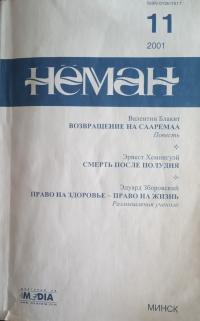 11
2001
нёман
Валентин Блакит
ВОЗВРАЩЕНИЕ НА СААРЕМАА
Повесть
Эрнест Хемингуэй
СМЕРТЬ ПОСЛЕ ПОЛУДНЯ
Эдуард Зборовский
ПРАВО НА ЗДОРОВЬЕ – ПРАВО НА ЖИЗНЬ
Размышления ученого
MEDIA
МИНСК